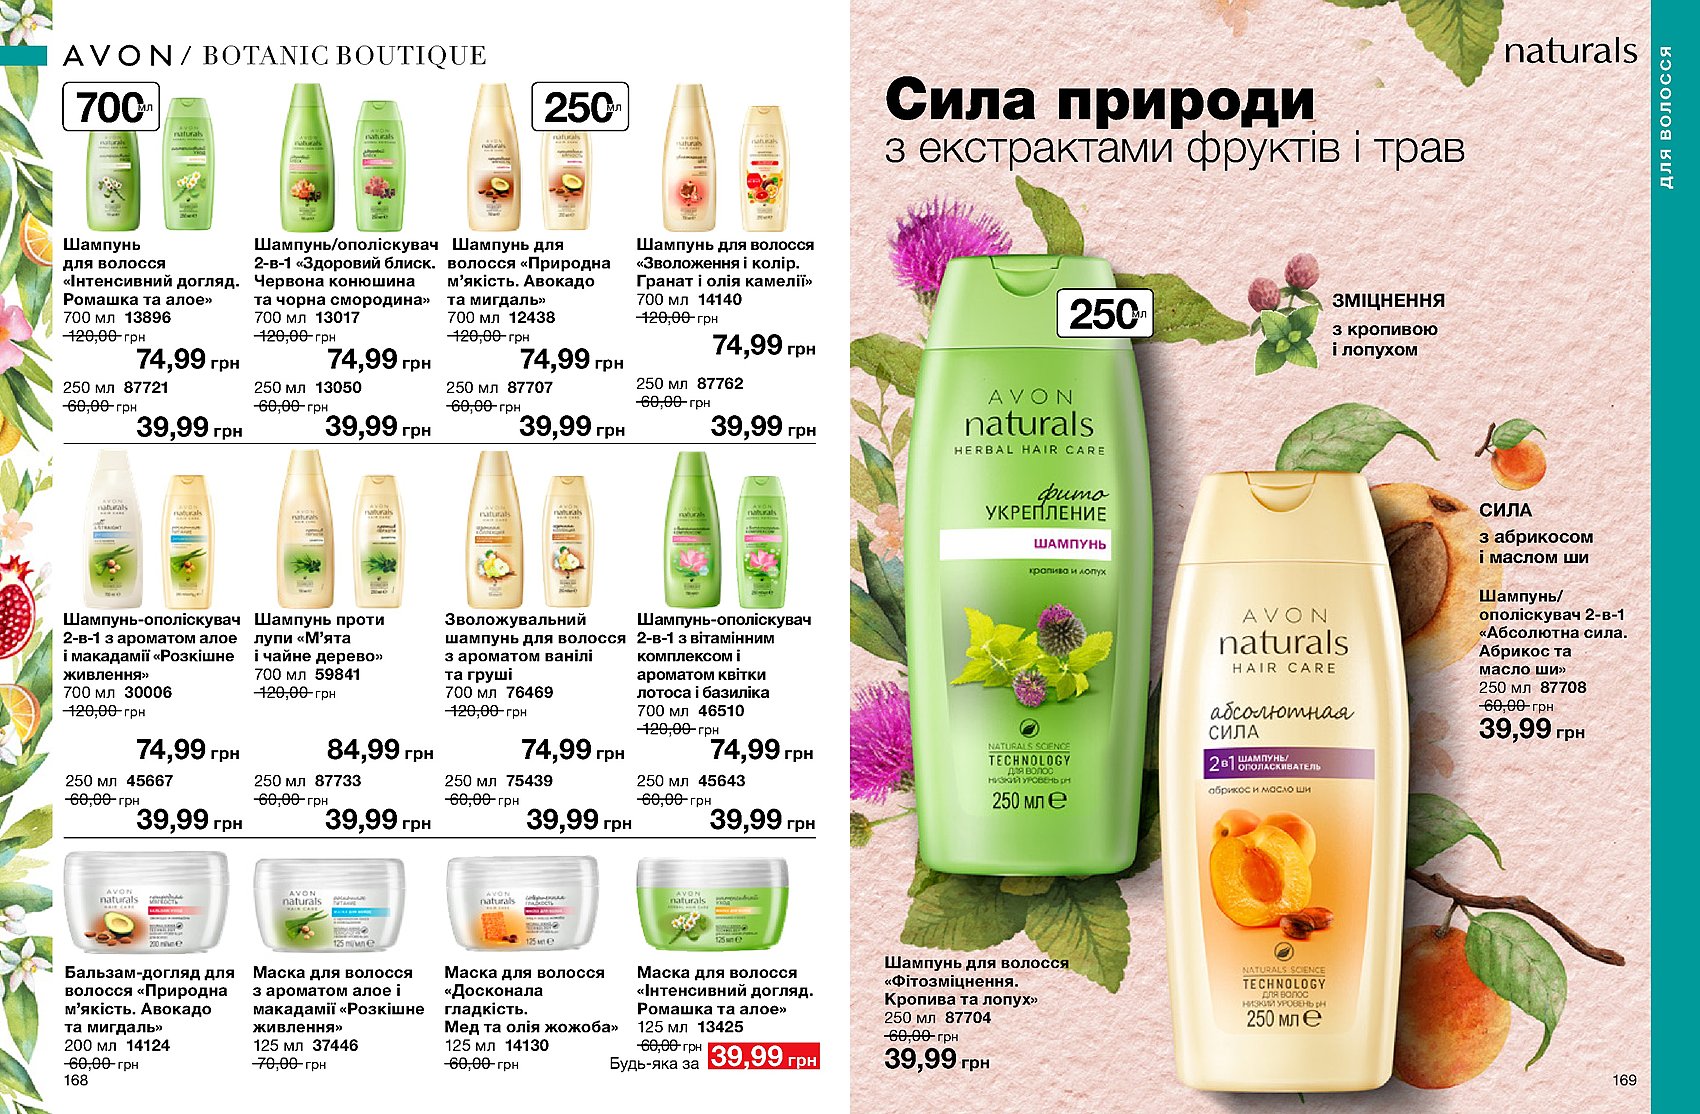 AVON / BOTANIC BOUTIQUE
700 мл
250 мл
Шампунь
для волосся
«Інтенсивний догляд.
Ромашка та алое»
700 мл 13896
120,00 грн
74,99 грн
250 мл 87721
60,00 грн
39,99 грн
Шампунь/ополіскувач
2-в-1 «Здоровий блиск.
Червона конюшина
та чорна смородина»
700 мл 13017
120,00 грн
74,99 грн
250 мл 13050
60,00 грн
39,99 грн
Шампунь для
волосся «Природна
м’якість. Авокадо
та мигдаль»
700 мл 12438
120,00 грн
74,99 грн
250 мл 87707
60,00 грн
39,99 грн
Шампунь для волосся
«Зволоження і колір.
Гранат і олія камелії»
700 мл 14140
120,00 грн
74,99 грн
250 мл 87762
60,00 грн
39,99 грн
Шампунь-ополіскувач
2-в-1 з ароматом алое
і макадамії «Розкішне
живлення»
700 мл 30006
120,00 грн
74,99 грн
250 мл 45667
60,00 грн
39,99 грн
Шампунь проти
лупи «М’ята
і чайне дерево»
700 мл 59841
120,00 грн
84,99 грн
250 мл 87733
60,00 грн
39,99 грн
Зволожувальний
шампунь для волосся
з ароматом ванілі
та груші
700 мл 76469
120,00 грн
74,99 грн
250 мл 75439
60,00 грн
39,99 грн
Шампунь-ополіскувач
2-в-1 з вітамінним
комплексом і
ароматом квітки
лотоса і базиліка
700 мл 46510
120,00 грн
74,99 грн
250 мл 45643
60,00 грн
39,99 грн
Бальзам-догляд для
волосся «Природна
м’якість. Авокадо
та мигдаль»
200 мл 14124
60,00 грн
Маска для волосся
з ароматом алое і
макадамії «Розкішне
живлення»
125 мл 37446
70,00 грн
Маска для волосся
«Досконала
гладкість.
Мед та олія жожоба»
125 мл 14130
60,00 грн
Маска для волосся
«Інтенсивний догляд.
Ромашка та алое»
125 мл 13425
60,00 грн
Будь-яка за 39,99 грн
168
naturals
ДЛЯ ВОЛОССЯ
Сила природи
з екстрактами фруктів і трав
250 мл
ЗМІЦНЕННЯ
з кропивою
і лопухом
AVON
naturals
HERBAL HAIR CARE
фито
УКРЕПЛЕНИЕ
ШАМПУНЬ
крапива и лопух
NATURALS SCIENCE
TECHNOLOGY
ДЛЯ ВОЛОС
НИЗКИЙ УРОВЕНЬ pH
250 мл e
СИЛА
з абрикосом
і маслом ши
Шампунь/
ополіскувач 2-в-1
«Абсолютна сила.
Абрикос та
масло ши»
250 мл 87708
60,00 грн
39,99 грн
AVON
naturals
HAIR CARE
абсолютная
СИЛА
2 в 1 ШАМПУНЬ/
ОПОЛАСКИВАТЕЛЬ
абрикос и масло ши
NATURALS SCIENCE
TECHNOLOGY
ДЛЯ ВОЛОС
НИЗКИЙ УРОВЕНЬ pH
250 мл e
Шампунь для волосся
«Фітозміцнення.
Кропива та лопух»
250 мл 87704
60,00 грн
39,99 грн
169